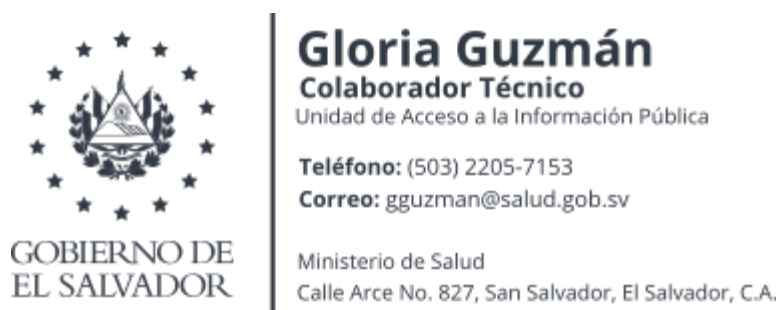 GOBIERNO DE
EL SALVADOR
Gloria Guzmán
Colaborador Técnico
Unidad de Acceso a la Información Pública
Teléfono: (503) 2205-7153
Correo: gguzman@salud.gob.sv
Ministerio de Salud
Calle Arce No. 827, San Salvador, El Salvador, C.A.